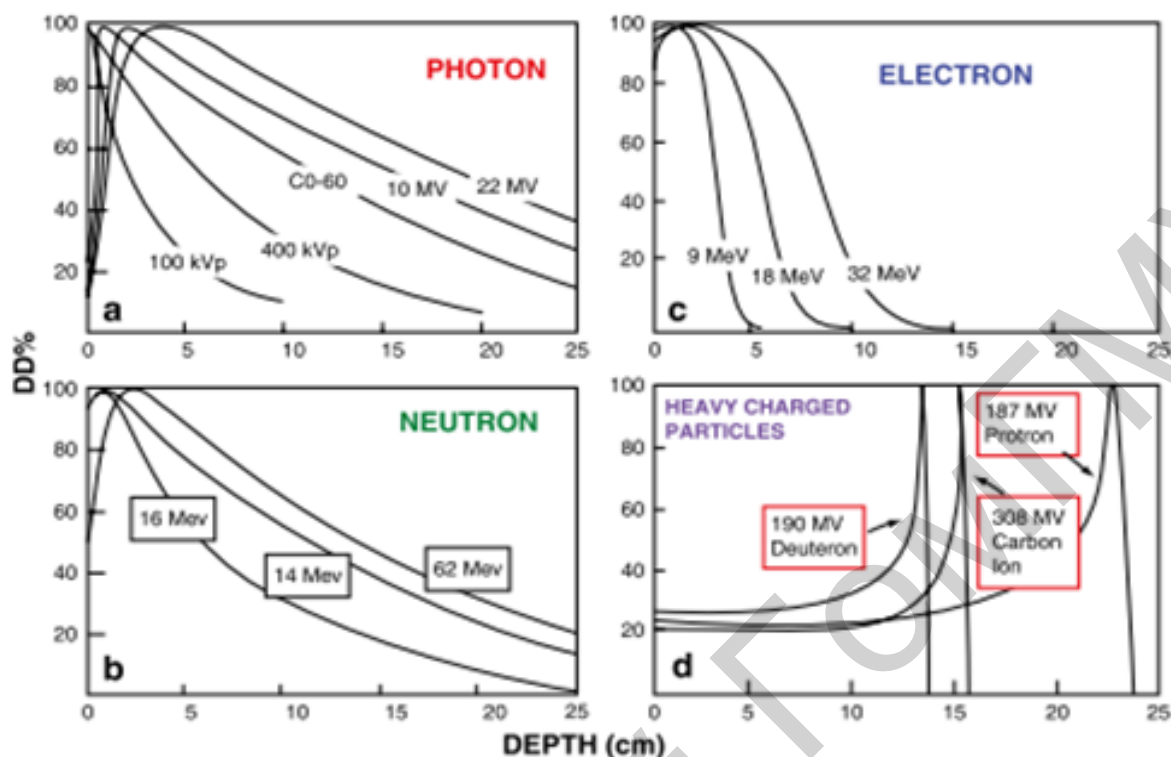 DD%
100
80
60
40
20
PHOTON
C0-60
10 MV
22 MV
100 kVp
400 kVp
a
0
5
10
15
20
25
100
80
60
40
20
ELECTRON
9 MeV
18 MeV
32 MeV
c
0
5
10
15
20
25
100
80
60
40
20
NEUTRON
16 Mev
14 Mev
62 Mev
b
0
5
10
15
20
25
100
80
60
40
20
HEAVY CHARGED
PARTICLES
187 MV
Protron
190 MV
Deuteron
308 MV
Carbon
Ion
d
0
5
10
15
20
25
DEPTH (cm)
ГОМГМУ